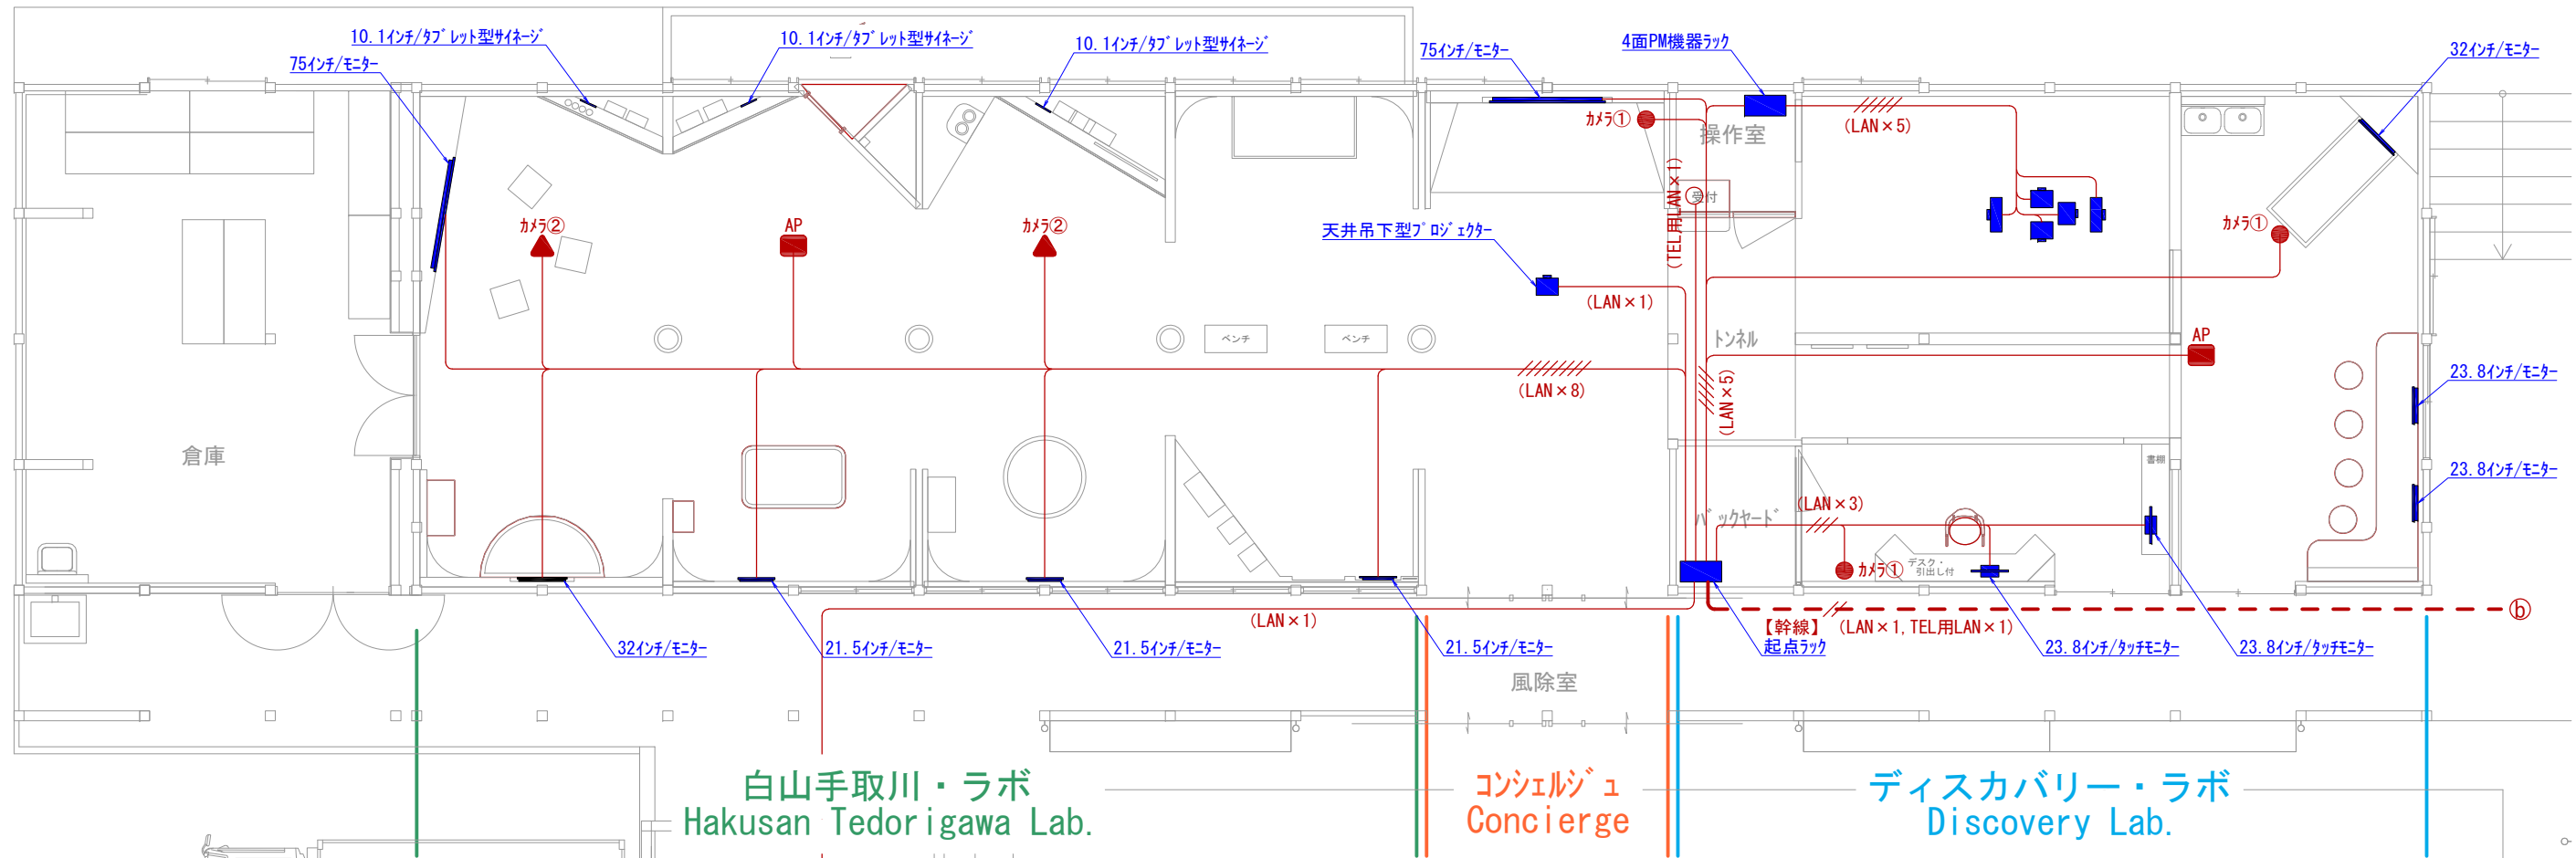 10.1ｲﾝﾁ/ﾀﾌﾞﾚｯﾄ型ｻｲﾈｰｼﾞ
10.1ｲﾝﾁ/ﾀﾌﾞﾚｯﾄ型ｻｲﾈｰｼﾞ
10.1ｲﾝﾁ/ﾀﾌﾞﾚｯﾄ型ｻｲﾈｰｼﾞ
75ｲﾝﾁ/ﾓﾆﾀｰ
75ｲﾝﾁ/ﾓﾆﾀｰ
4面PM機器ﾗｯｸ
32ｲﾝﾁ/ﾓﾆﾀｰ
ｶﾒﾗ①
操作室
(LAN×5)
(TEL用LAN×1)
受付
ｶﾒﾗ②
AP
ｶﾒﾗ②
天井吊下型ﾌﾟﾛｼﾞｪｸﾀｰ
ｶﾒﾗ①
(LAN×1)
ﾍﾞﾝﾁ
ﾍﾞﾝﾁ
ﾄﾝﾈﾙ
AP
(LAN×8)
(LAN×5)
23.8ｲﾝﾁ/ﾓﾆﾀｰ
倉庫
書棚
23.8ｲﾝﾁ/ﾓﾆﾀｰ
(LAN×3)
ﾊﾞｯｸﾔｰﾄﾞ
ｶﾒﾗ①
ﾃﾞｽｸ・
引出し付
(LAN×1)
【幹線】 (LAN×1,TEL用LAN×1)
ⓑ
32ｲﾝﾁ/ﾓﾆﾀｰ
21.5ｲﾝﾁ/ﾓﾆﾀｰ
21.5ｲﾝﾁ/ﾓﾆﾀｰ
21.5ｲﾝﾁ/ﾓﾆﾀｰ
起点ﾗｯｸ
23.8ｲﾝﾁ/ﾀｯﾁﾓﾆﾀｰ
23.8ｲﾝﾁ/ﾀｯﾁﾓﾆﾀｰ
風除室
白山手取川・ラボ
Hakusan Tedorigawa Lab.
ｺﾝｼｪﾙｼﾞｭ
Concierge
ディスカバリー・ラボ
Discovery Lab.